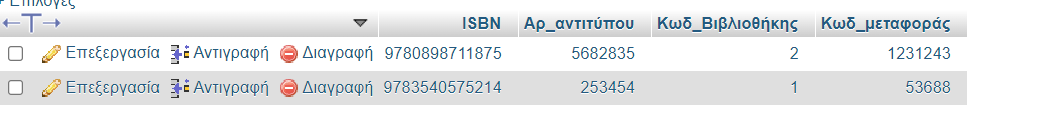 + Επιλογές
ISBN Αρ_αντιτύπου Κωδ_Βιβλιοθήκης Κωδ_μεταφοράς
Επεξεργασία Αντιγραφή Διαγραφή 9780898711875 5682835 2 1231243
Επεξεργασία Αντιγραφή Διαγραφή 9783540575214 253454 1 53688